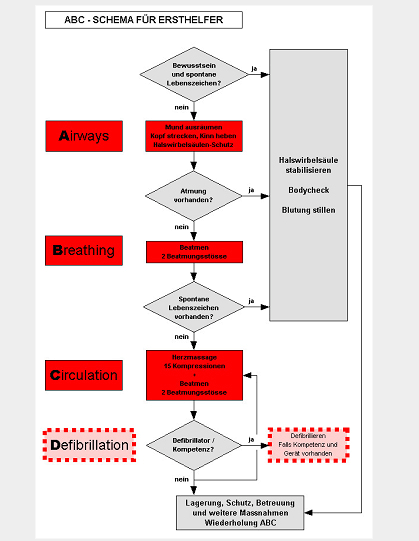 ABC - SCHEMA FÜR ERSTHELFER
Bewusstsein
und spontane
Lebenszeichen?
ja
nein
Airways
Mund ausräumen
Kopf strecken, Kinn heben
Halswirbelsäulen-Schutz
Halswirbelsäule
stabilisieren
Bodycheck
Blutung stillen
Atmung
vorhanden?
ja
nein
Breathing
Beatmen
2 Beatmungsstösse
Spontane
Lebenszeichen
vorhanden?
ja
nein
Circulation
Herzmassage
15 Kompressionen
+
Beatmen
2 Beatmungsstösse
Defibrillation
Defibrillator /
Kompetenz?
ja
Defibrillieren
Falls Kompetenz und
Gerät vorhanden
nein
Lagerung, Schutz, Betreuung
und weitere Massnahmen
Wiederholung ABC